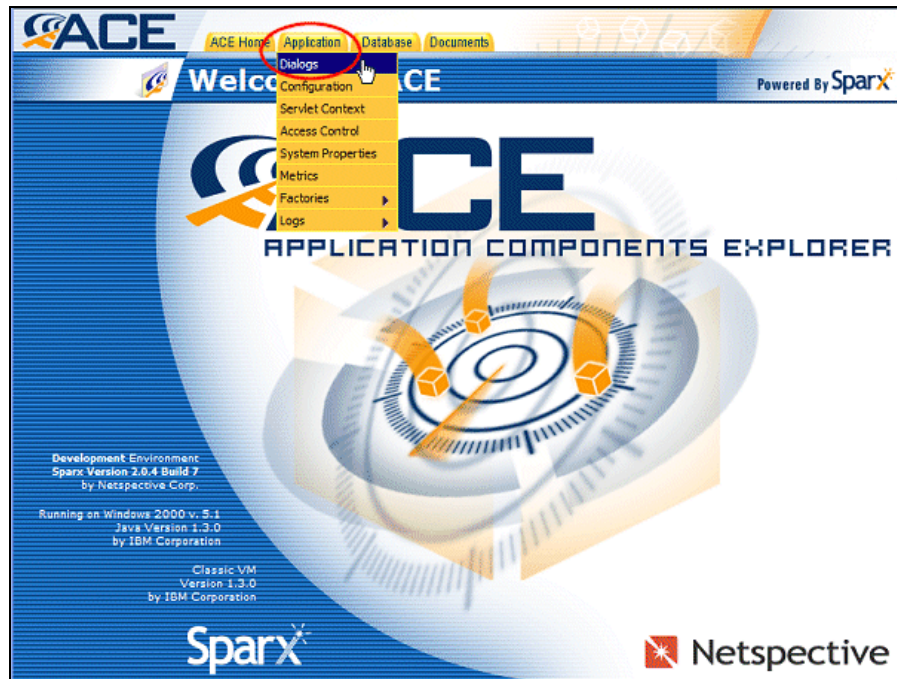 ACE
ACE Home Application Database Documents
Dialogs
Welco ACE
Powered By Sparx
Configuration
Servlet Context
Access Control
System Properties
Metrics
Factories
Logs
ACE
APPLICATION COMPONENTS EXPLORER
Development Environment
Sparx Version 2.0.4 Build 7
by Netspective Corp.
Running on Windows 2000 v. 5.1
Java Version 1.3.0
by IBM Corporation
Classic VM
Version 1.3.0
by IBM Corporation
Sparx
Netspective